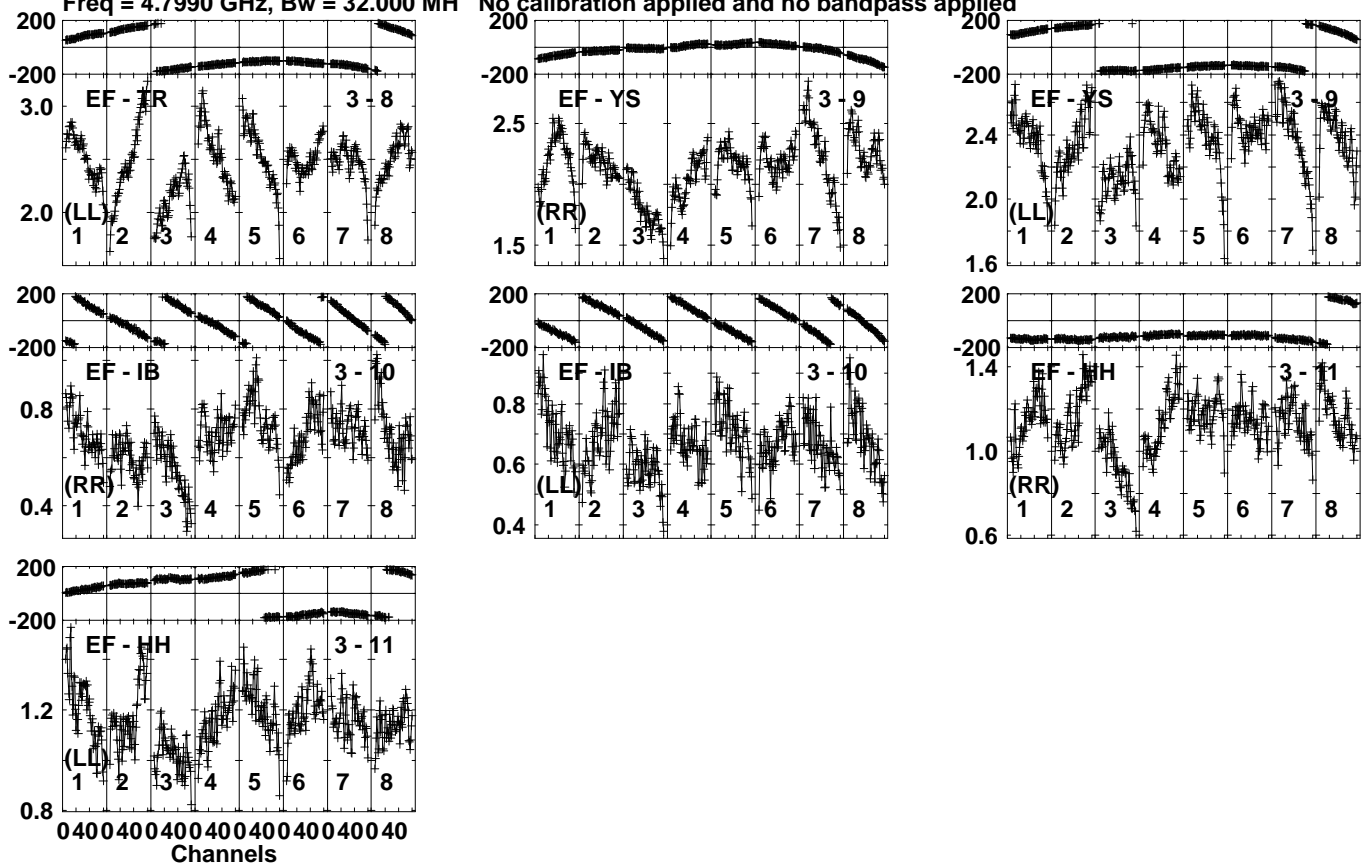 Freq = 4.7990 GHz, Bw = 32.000 MH No calibration applied and no bandpass applied
200
-200
EF - TR 3 - 8
3.0
2.0
(LL)
1 2 3 4 5 6 7 8
EF - YS 3 - 9
2.5
(RR)
1.5
1 2 3 4 5 6 7 8
200
-200
EF - YS 3 - 9
2.8
2.4
2.0
(LL)
1.6
1 2 3 4 5 6 7 8
200
-200
EF - IB 3 - 10
0.8
(RR)
0.4
1 2 3 4 5 6 7 8
EF - IB 3 - 10
1.0
0.8
0.6
(LL)
0.4
1 2 3 4 5 6 7 8
200
-200
EF - HH 3 - 11
1.4
1.0
(RR)
0.6
1 2 3 4 5 6 7 8
200
-200
EF - HH 3 - 11
1.2
(LL)
0.8
1 2 3 4 5 6 7 8
0 40 0 40 0 40 0 40 0 40 0 40 0 40 0 40
Channels